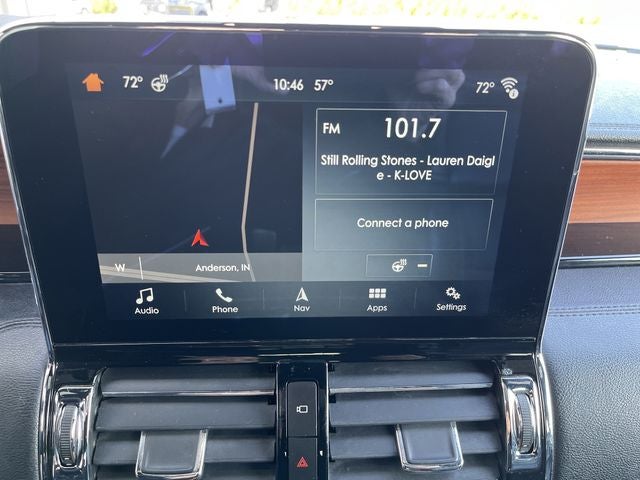 72° 10:46 57° 72°
FM 101.7
Still Rolling Stones - Lauren Daigl
e - K-LOVE
Connect a phone
W Anderson, IN
Audio Phone Nav Apps Settings